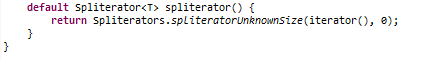 default Spliterator<T> spliterator() {
return Spliterators.spliteratorUnknownSize(iterator(), 0);
}
}